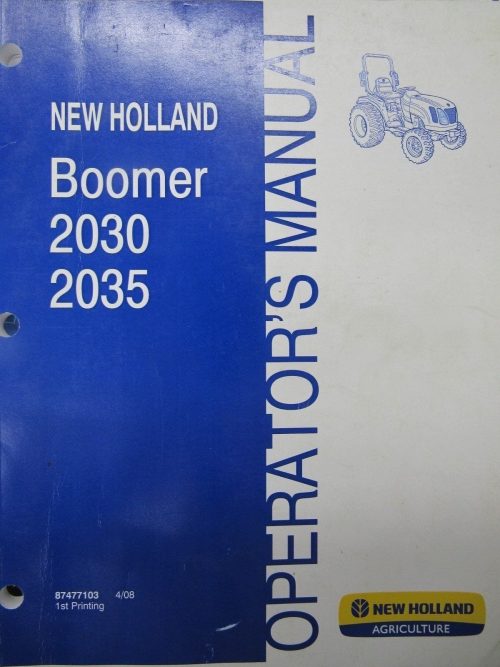 NEW HOLLAND
Boomer
2030
2035
OPERATOR'S MANUAL
87477103 4/08
1st Printing
NEW HOLLAND
AGRICULTURE